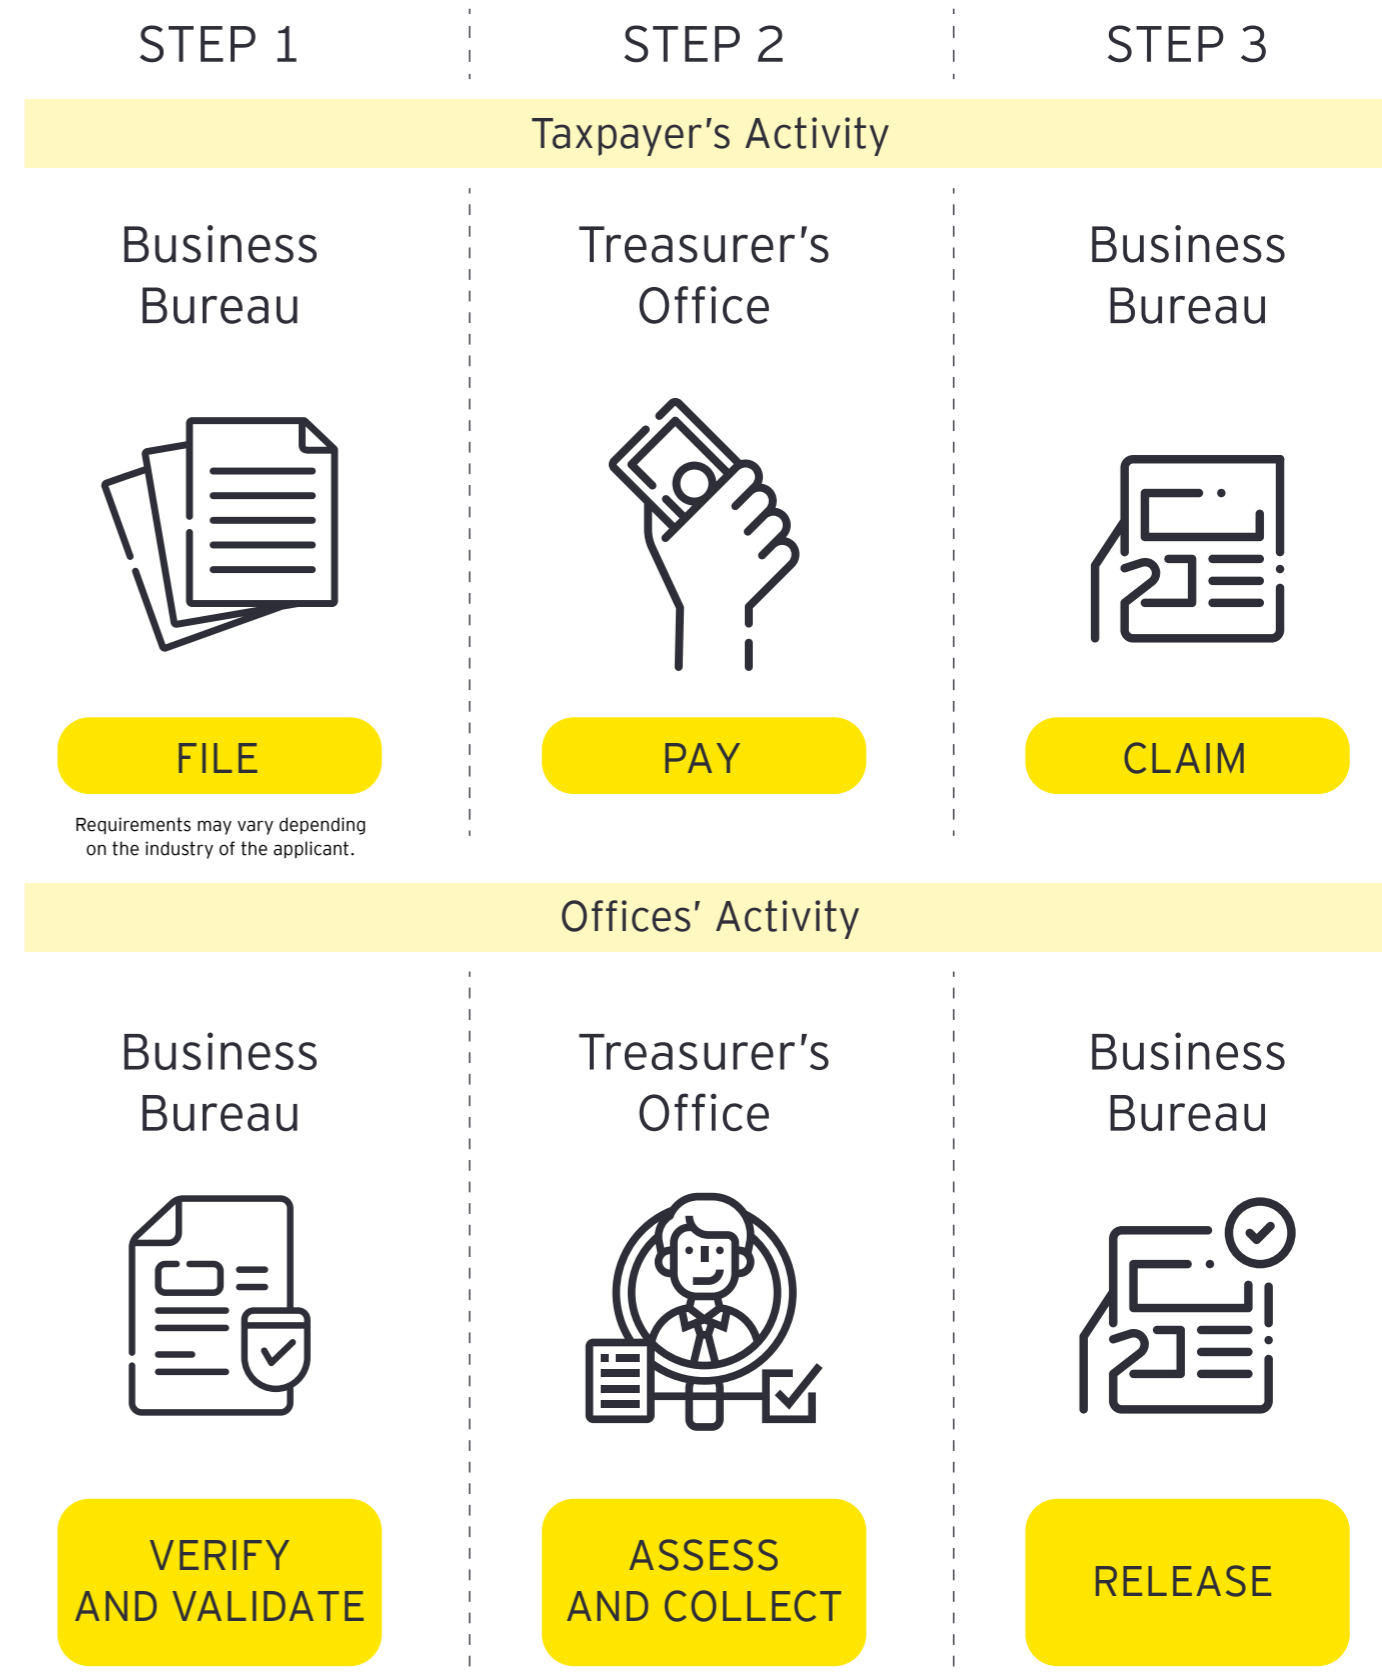 STEP 1
STEP 2
STEP 3
Taxpayer's Activity
Business
Bureau
Treasurer's
Office
Business
Bureau
FILE
PAY
CLAIM
Requirements may vary depending
on the industry of the applicant.
Offices' Activity
Business
Bureau
Treasurer's
Office
Business
Bureau
VERIFY
AND VALIDATE
ASSESS
AND COLLECT
RELEASE